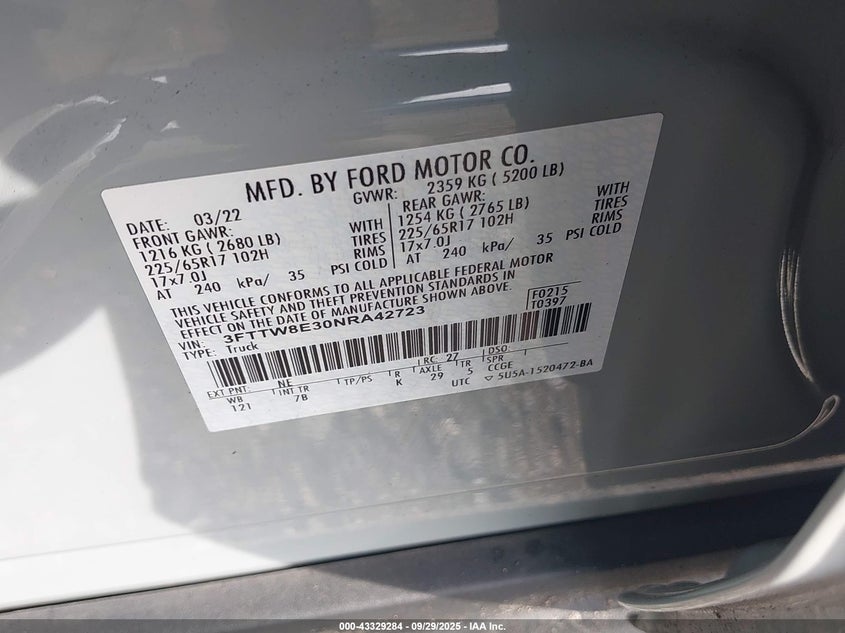 MFD. BY FORD MOTOR CO.
DATE: 03/22 GVWR: 2359 KG ( 5200 LB)
FRONT GAWR: WITH REAR GAWR: WITH
1216 KG ( 2680 LB) TIRES 1254 KG ( 2765 LB) TIRES
225/65R17 102H RIMS 225/65R17 102H RIMS
17x7.0J 17x7.0J
AT 240 kPa/ 35 PSI COLD AT 240 kPa/ 35 PSI COLD
THIS VEHICLE CONFORMS TO ALL APPLICABLE FEDERAL MOTOR
VEHICLE SAFETY AND THEFT PREVENTION STANDARDS IN
EFFECT ON THE DATE OF MANUFACTURE SHOWN ABOVE.
F0215
T0397
VIN: 3FTTW8E30NRA42723
TYPE: Truck
EXT PNT: NE RC: 27 DSO:
WB INT TR TP/PS R AXLE TR SPR
121 7B K 29 5 CCGE
UTC ▽ 5U5A-1520472-BA
000-43329284 - 09/29/2025 - IAA Inc.